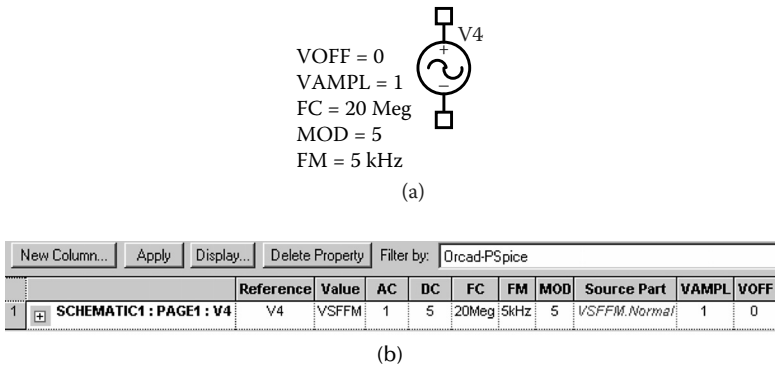 V4
+
VOFF = 0
VAMPL = 1
−
FC = 20 Meg
MOD = 5
FM = 5 kHz
(a)
New Column... Apply Display... Delete Property Filter by: Orcad-PSpice
Reference Value AC DC FC FM MOD Source Part VAMPL VOFF
1 + SCHEMATIC1 : PAGE1 : V4 V4 VSFFM 1 5 20Meg 5kHz 5 VSFFM.Normal 1 0
(b)